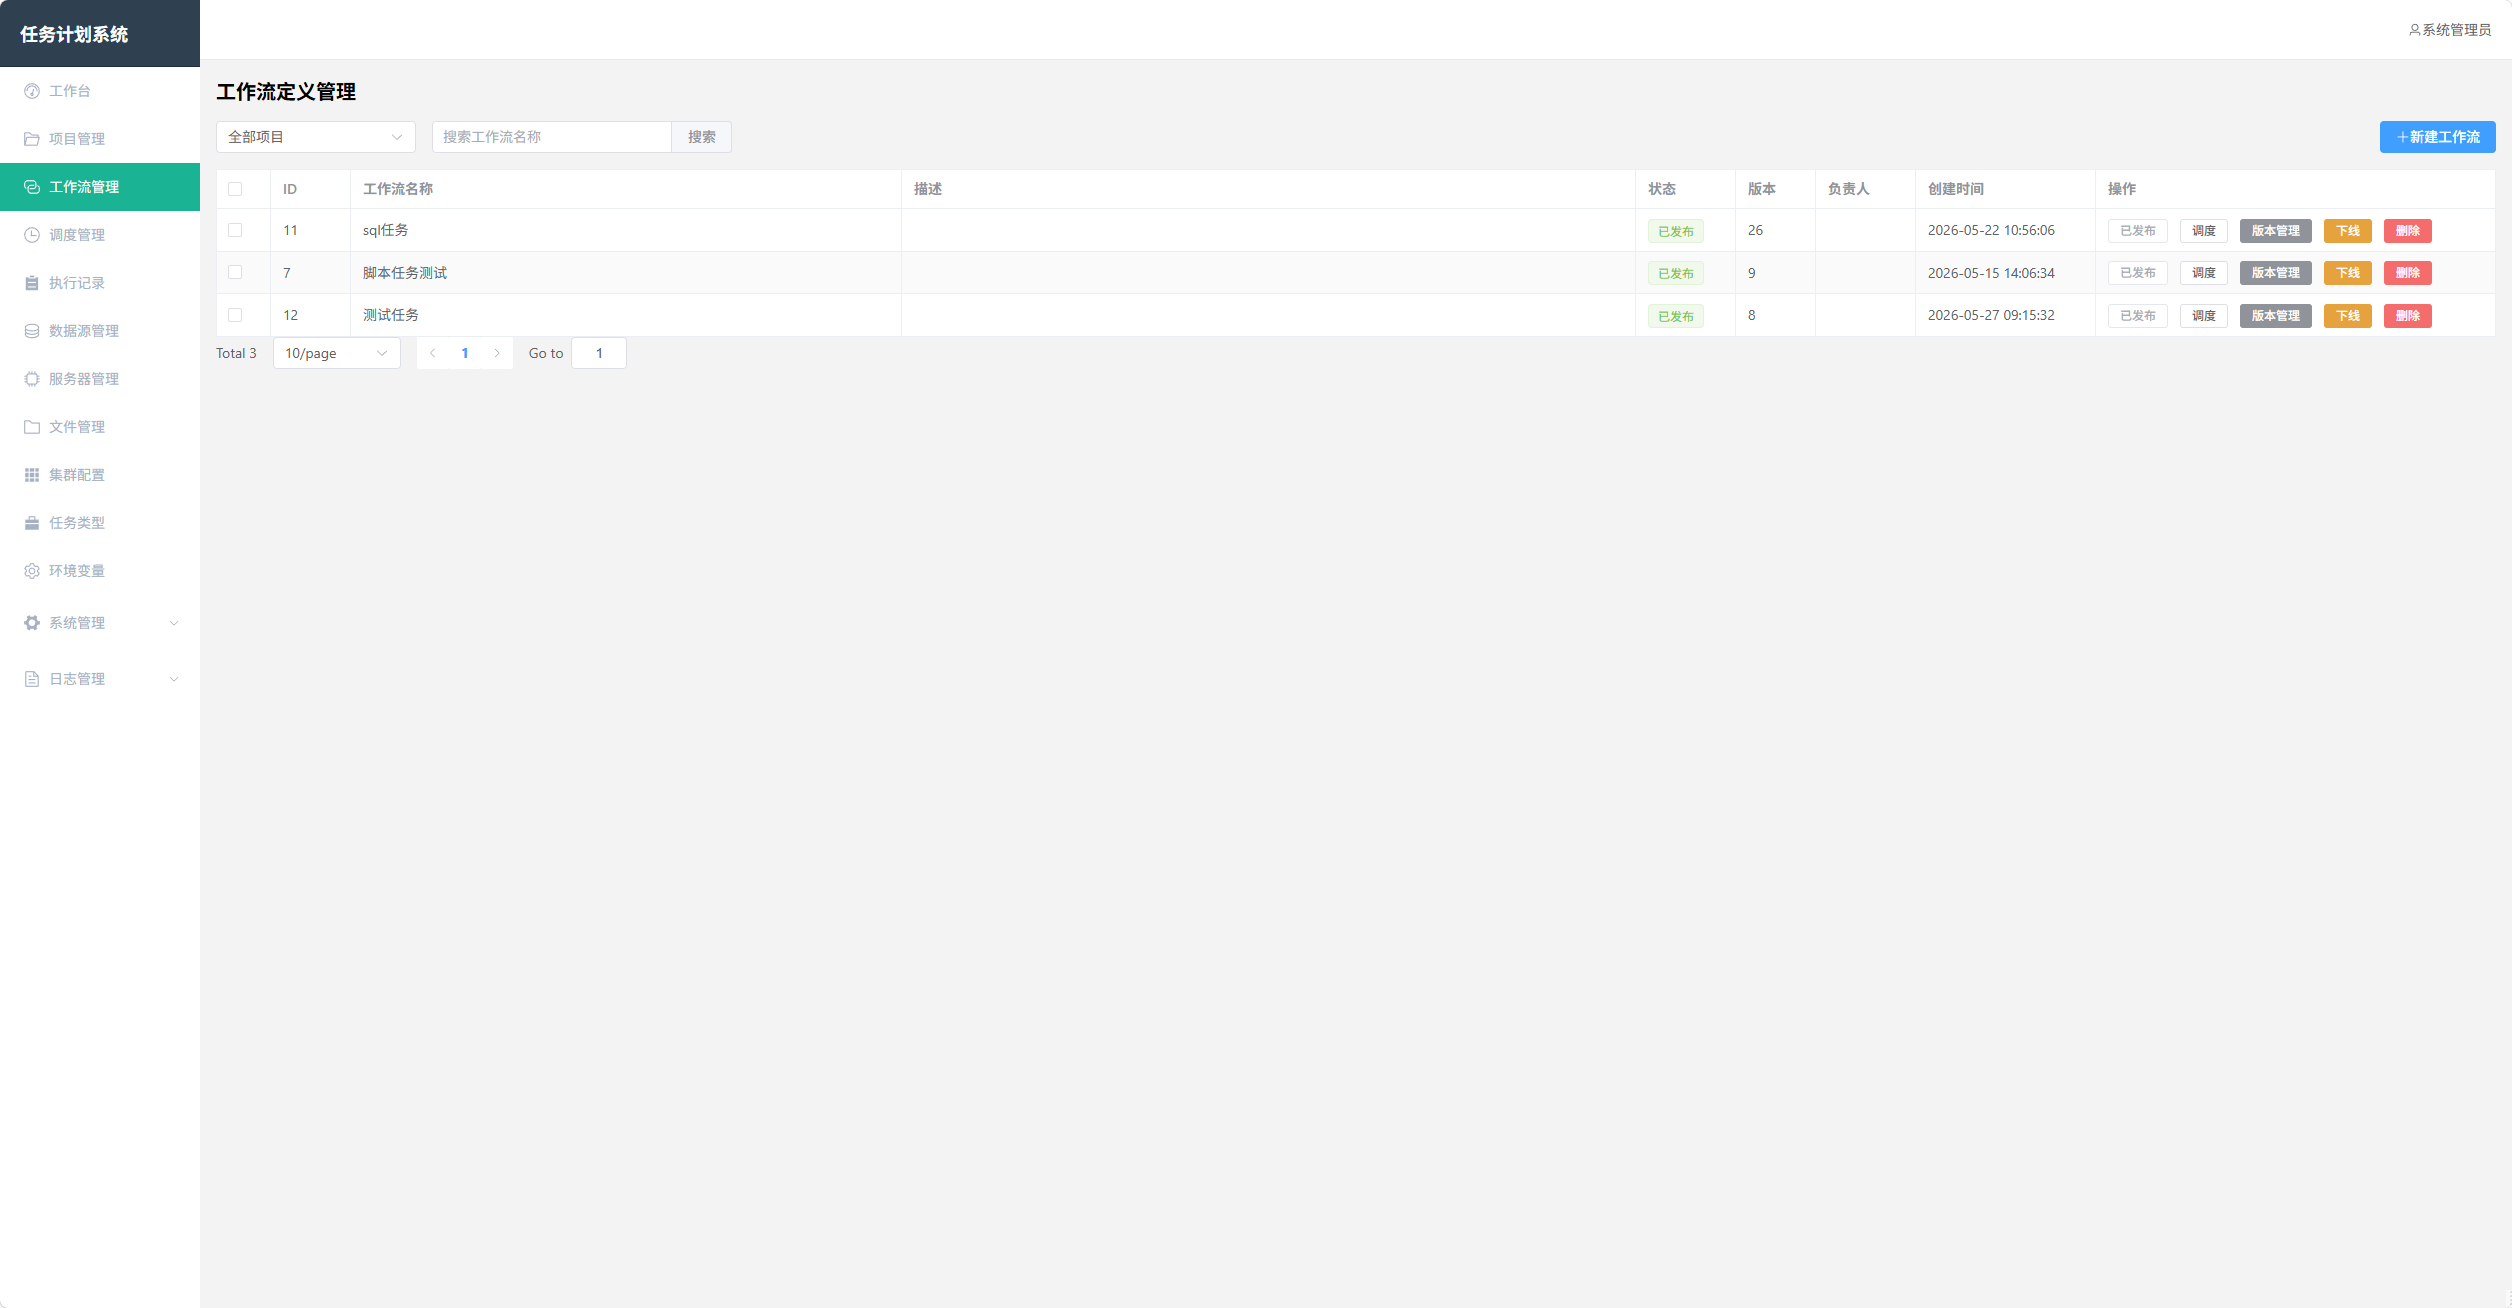 任务计划系统
系统管理员
工作台
项目管理
工作流管理
调度管理
执行记录
数据源管理
服务器管理
文件管理
集群配置
任务类型
环境变量
系统管理
日志管理
工作流定义管理
全部项目 搜索工作流名称 搜索 新建工作流
ID 工作流名称 描述 状态 版本 负责人 创建时间 操作
11 sql任务 已发布 26 2026-05-22 10:56:06 已发布 调度 版本管理 下线 删除
7 脚本任务测试 已发布 9 2026-05-15 14:06:34 已发布 调度 版本管理 下线 删除
12 测试任务 已发布 8 2026-05-27 09:15:32 已发布 调度 版本管理 下线 删除
Total 3 10/page 1 Go to 1